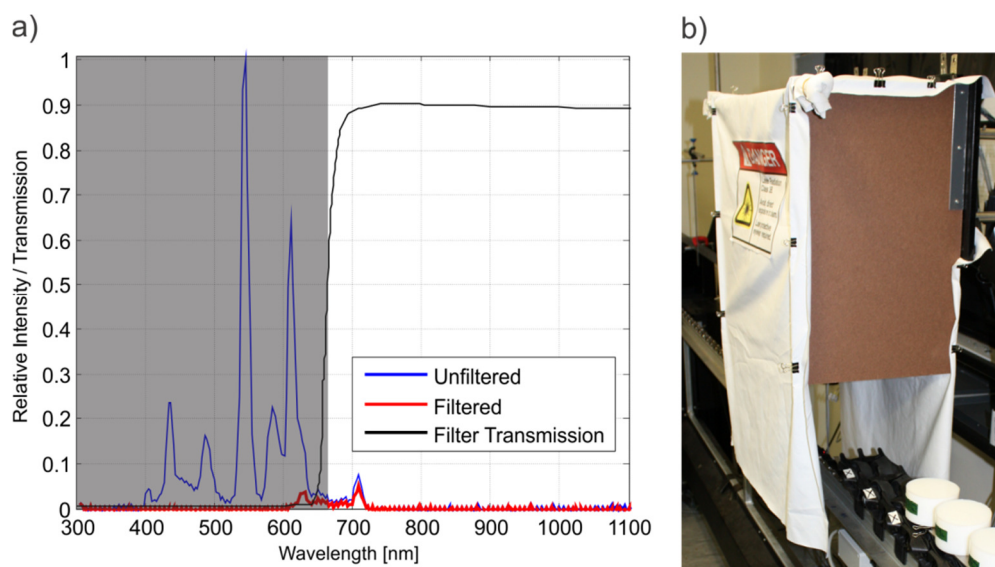 a)
b)
Relative Intensity / Transmission
1
0.9
0.8
0.7
0.6
0.5
0.4
0.3
0.2
0.1
0
Unfiltered
Filtered
Filter Transmission
300 400 500 600 700 800 900 1000 1100
Wavelength [nm]
DANGER